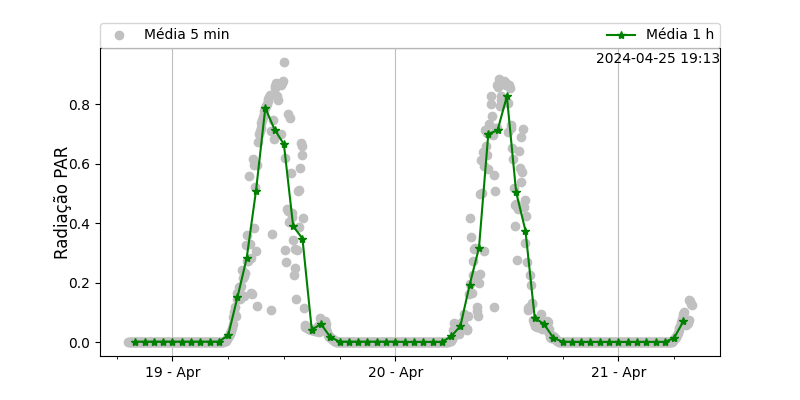 Média 5 min
Média 1 h
2024-04-25 19:13
Radiação PAR
0.8
0.6
0.4
0.2
0.0
19 - Apr
20 - Apr
21 - Apr